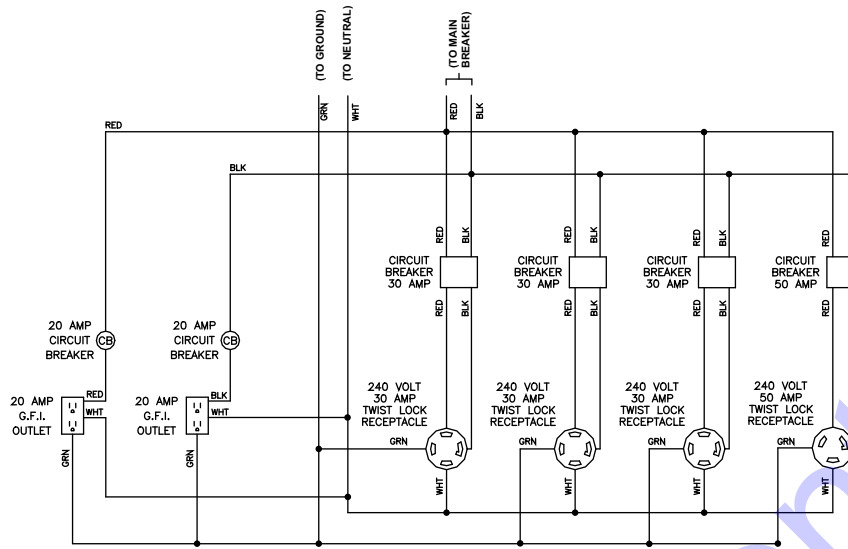 (TO GROUND)
(TO NEUTRAL)
(TO MAIN
BREAKER)
GRN
WHT
RED
BLK
RED
BLK
RED
BLK
RED
BLK
RED
BLK
RED
CIRCUIT
BREAKER
30 AMP
CIRCUIT
BREAKER
30 AMP
CIRCUIT
BREAKER
30 AMP
CIRCUIT
BREAKER
50 AMP
RED
BLK
RED
BLK
RED
BLK
RED
20 AMP
CIRCUIT
BREAKER
CB
20 AMP
CIRCUIT
BREAKER
CB
20 AMP
G.F.I.
OUTLET
RED
WHT
GRN
20 AMP
G.F.I.
OUTLET
BLK
WHT
GRN
240 VOLT
30 AMP
TWIST LOCK
RECEPTACLE
240 VOLT
30 AMP
TWIST LOCK
RECEPTACLE
240 VOLT
30 AMP
TWIST LOCK
RECEPTACLE
240 VOLT
50 AMP
TWIST LOCK
RECEPTACLE
GRN
GRN
GRN
GRN
WHT
WHT
WHT
WHT